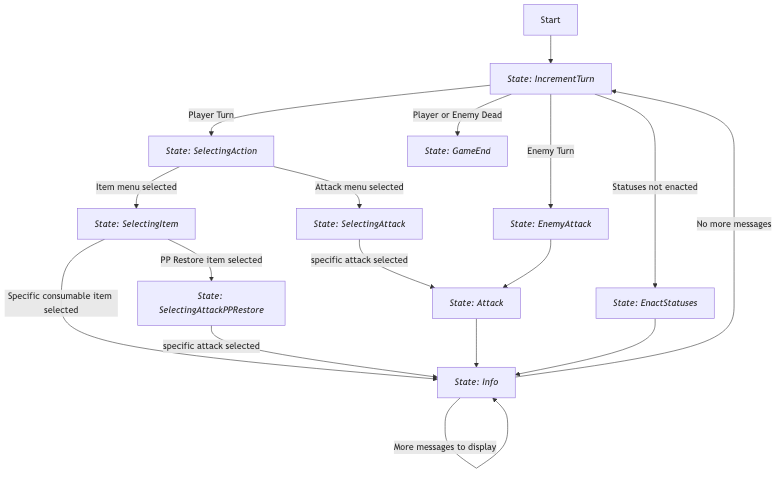 Start
State: IncrementTurn
Player Turn
Player or Enemy Dead
State: SelectingAction
State: GameEnd
Enemy Turn
Item menu selected
Attack menu selected
Statuses not enacted
State: SelectingItem
State: SelectingAttack
State: EnemyAttack
No more messages
PP Restore item selected
specific attack selected
Specific consumable item
selected
State:
SelectingAttackPPRestore
State: Attack
State: EnactStatuses
specific attack selected
State: Info
More messages to display